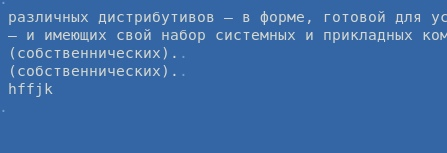 различных дистрибутивов — в форме, готовой для ус
— и имеющих свой набор системных и прикладных ком
(собственнических)..
(собственнических)..
hffjk